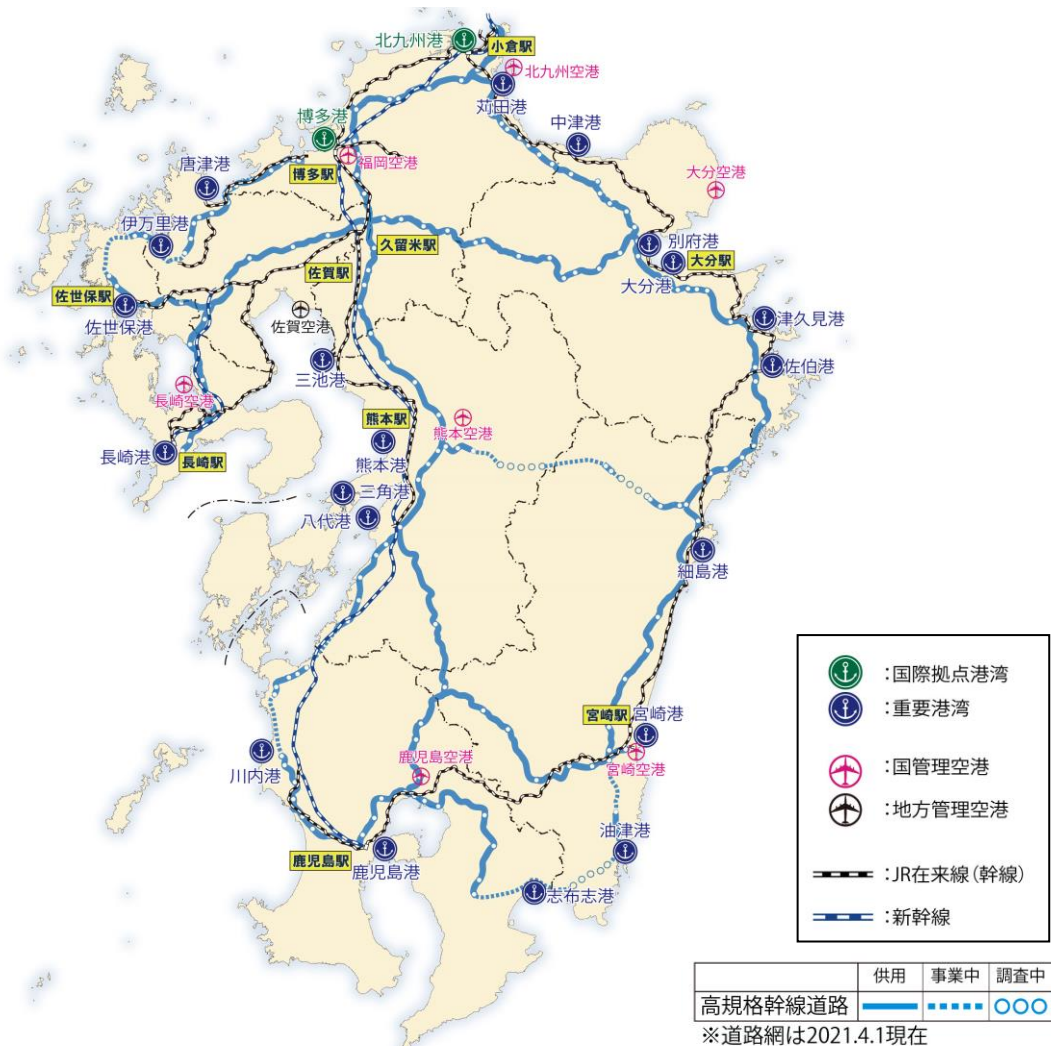 北九州港
小倉駅
北九州空港
苅田港
中津港
博多港
福岡空港
博多駅
唐津港
大分空港
伊万里港
別府港
大分駅
大分港
久留米駅
佐賀駅
佐世保駅
佐世保港
佐賀空港
津久見港
佐伯港
三池港
長崎空港
熊本駅
熊本空港
熊本港
長崎港
長崎駅
三角港
八代港
細島港
宮崎駅
宮崎港
宮崎空港
鹿児島空港
川内港
油津港
鹿児島駅
鹿児島港
志布志港
:国際拠点港湾
:重要港湾
:国管理空港
:地方管理空港
:JR在来線(幹線)
:新幹線
供用 事業中 調査中
高規格幹線道路
※道路網は2021.4.1現在